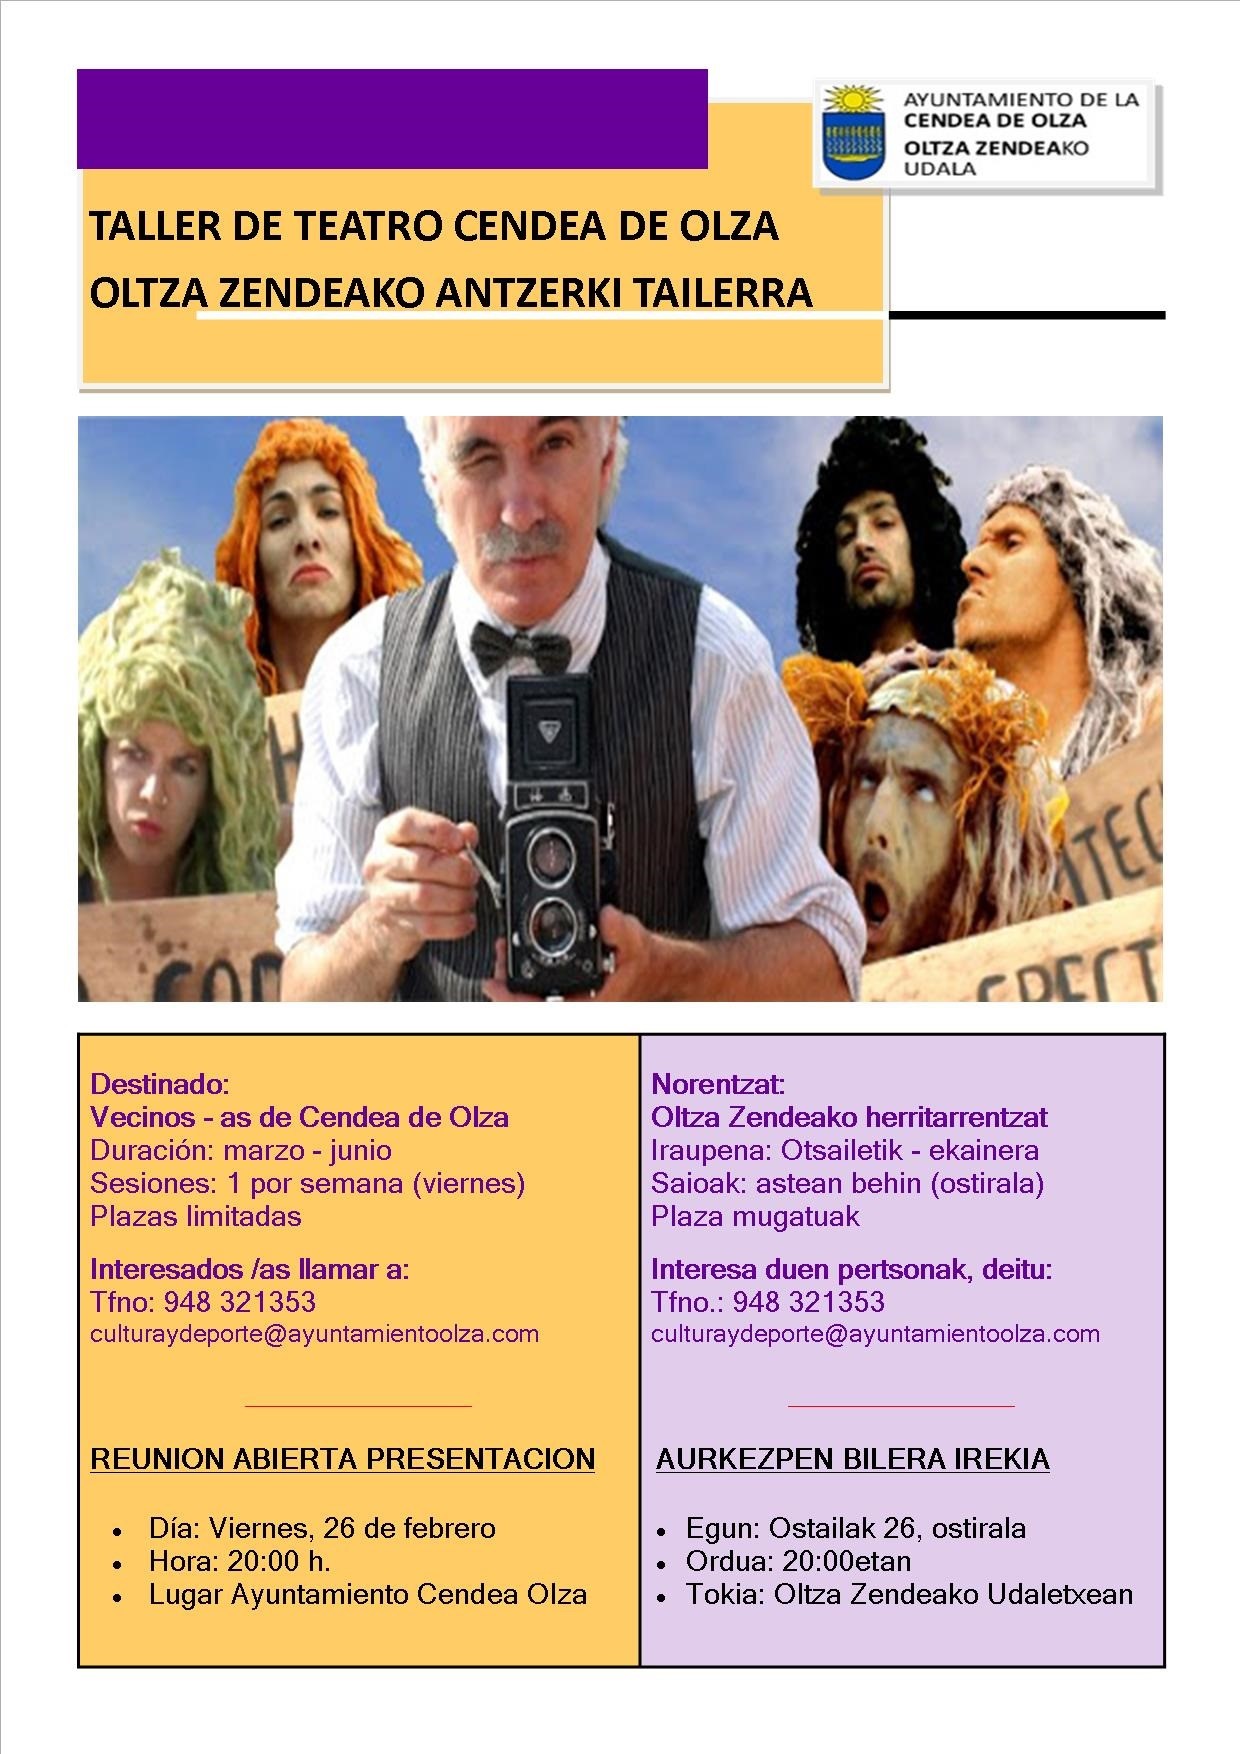 AYUNTAMIENTO DE LA
CENDEA DE OLZA
OLTZA ZENDEAKO
UDALA
TALLER DE TEATRO CENDEA DE OLZA
OLTZA ZENDEAKO ANTZERKI TAILERRA
Destinado:
Vecinos - as de Cendea de Olza
Duración: marzo - junio
Sesiones: 1 por semana (viernes)
Plazas limitadas
Interesados /as llamar a:
Tfno: 948 321353
culturaydeporte@ayuntamientoolza.com
REUNION ABIERTA PRESENTACION
• Día: Viernes, 26 de febrero
• Hora: 20:00 h.
• Lugar Ayuntamiento Cendea Olza
Norentzat:
Oltza Zendeako herritarrentzat
Iraupena: Otsailetik - ekainera
Saioak: astean behin (ostirala)
Plaza mugatuak
Interesa duen pertsonak, deitu:
Tfno.: 948 321353
culturaydeporte@ayuntamientoolza.com
AURKEZPEN BILERA IREKIA
• Egun: Ostailak 26, ostirala
• Ordua: 20:00etan
• Tokia: Oltza Zendeako Udaletxean